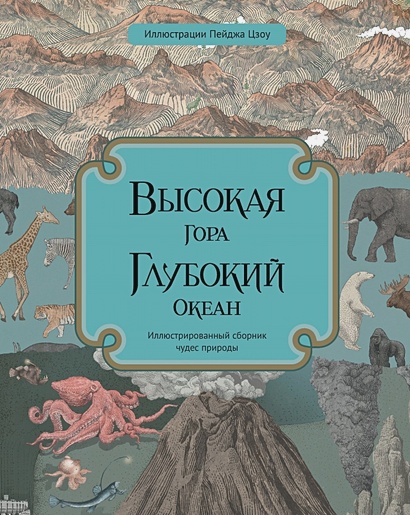 Иллюстрации Пейджа Цзоу
Высокая
гора
Глубокий
океан
Иллюстрированный сборник
чудес природы